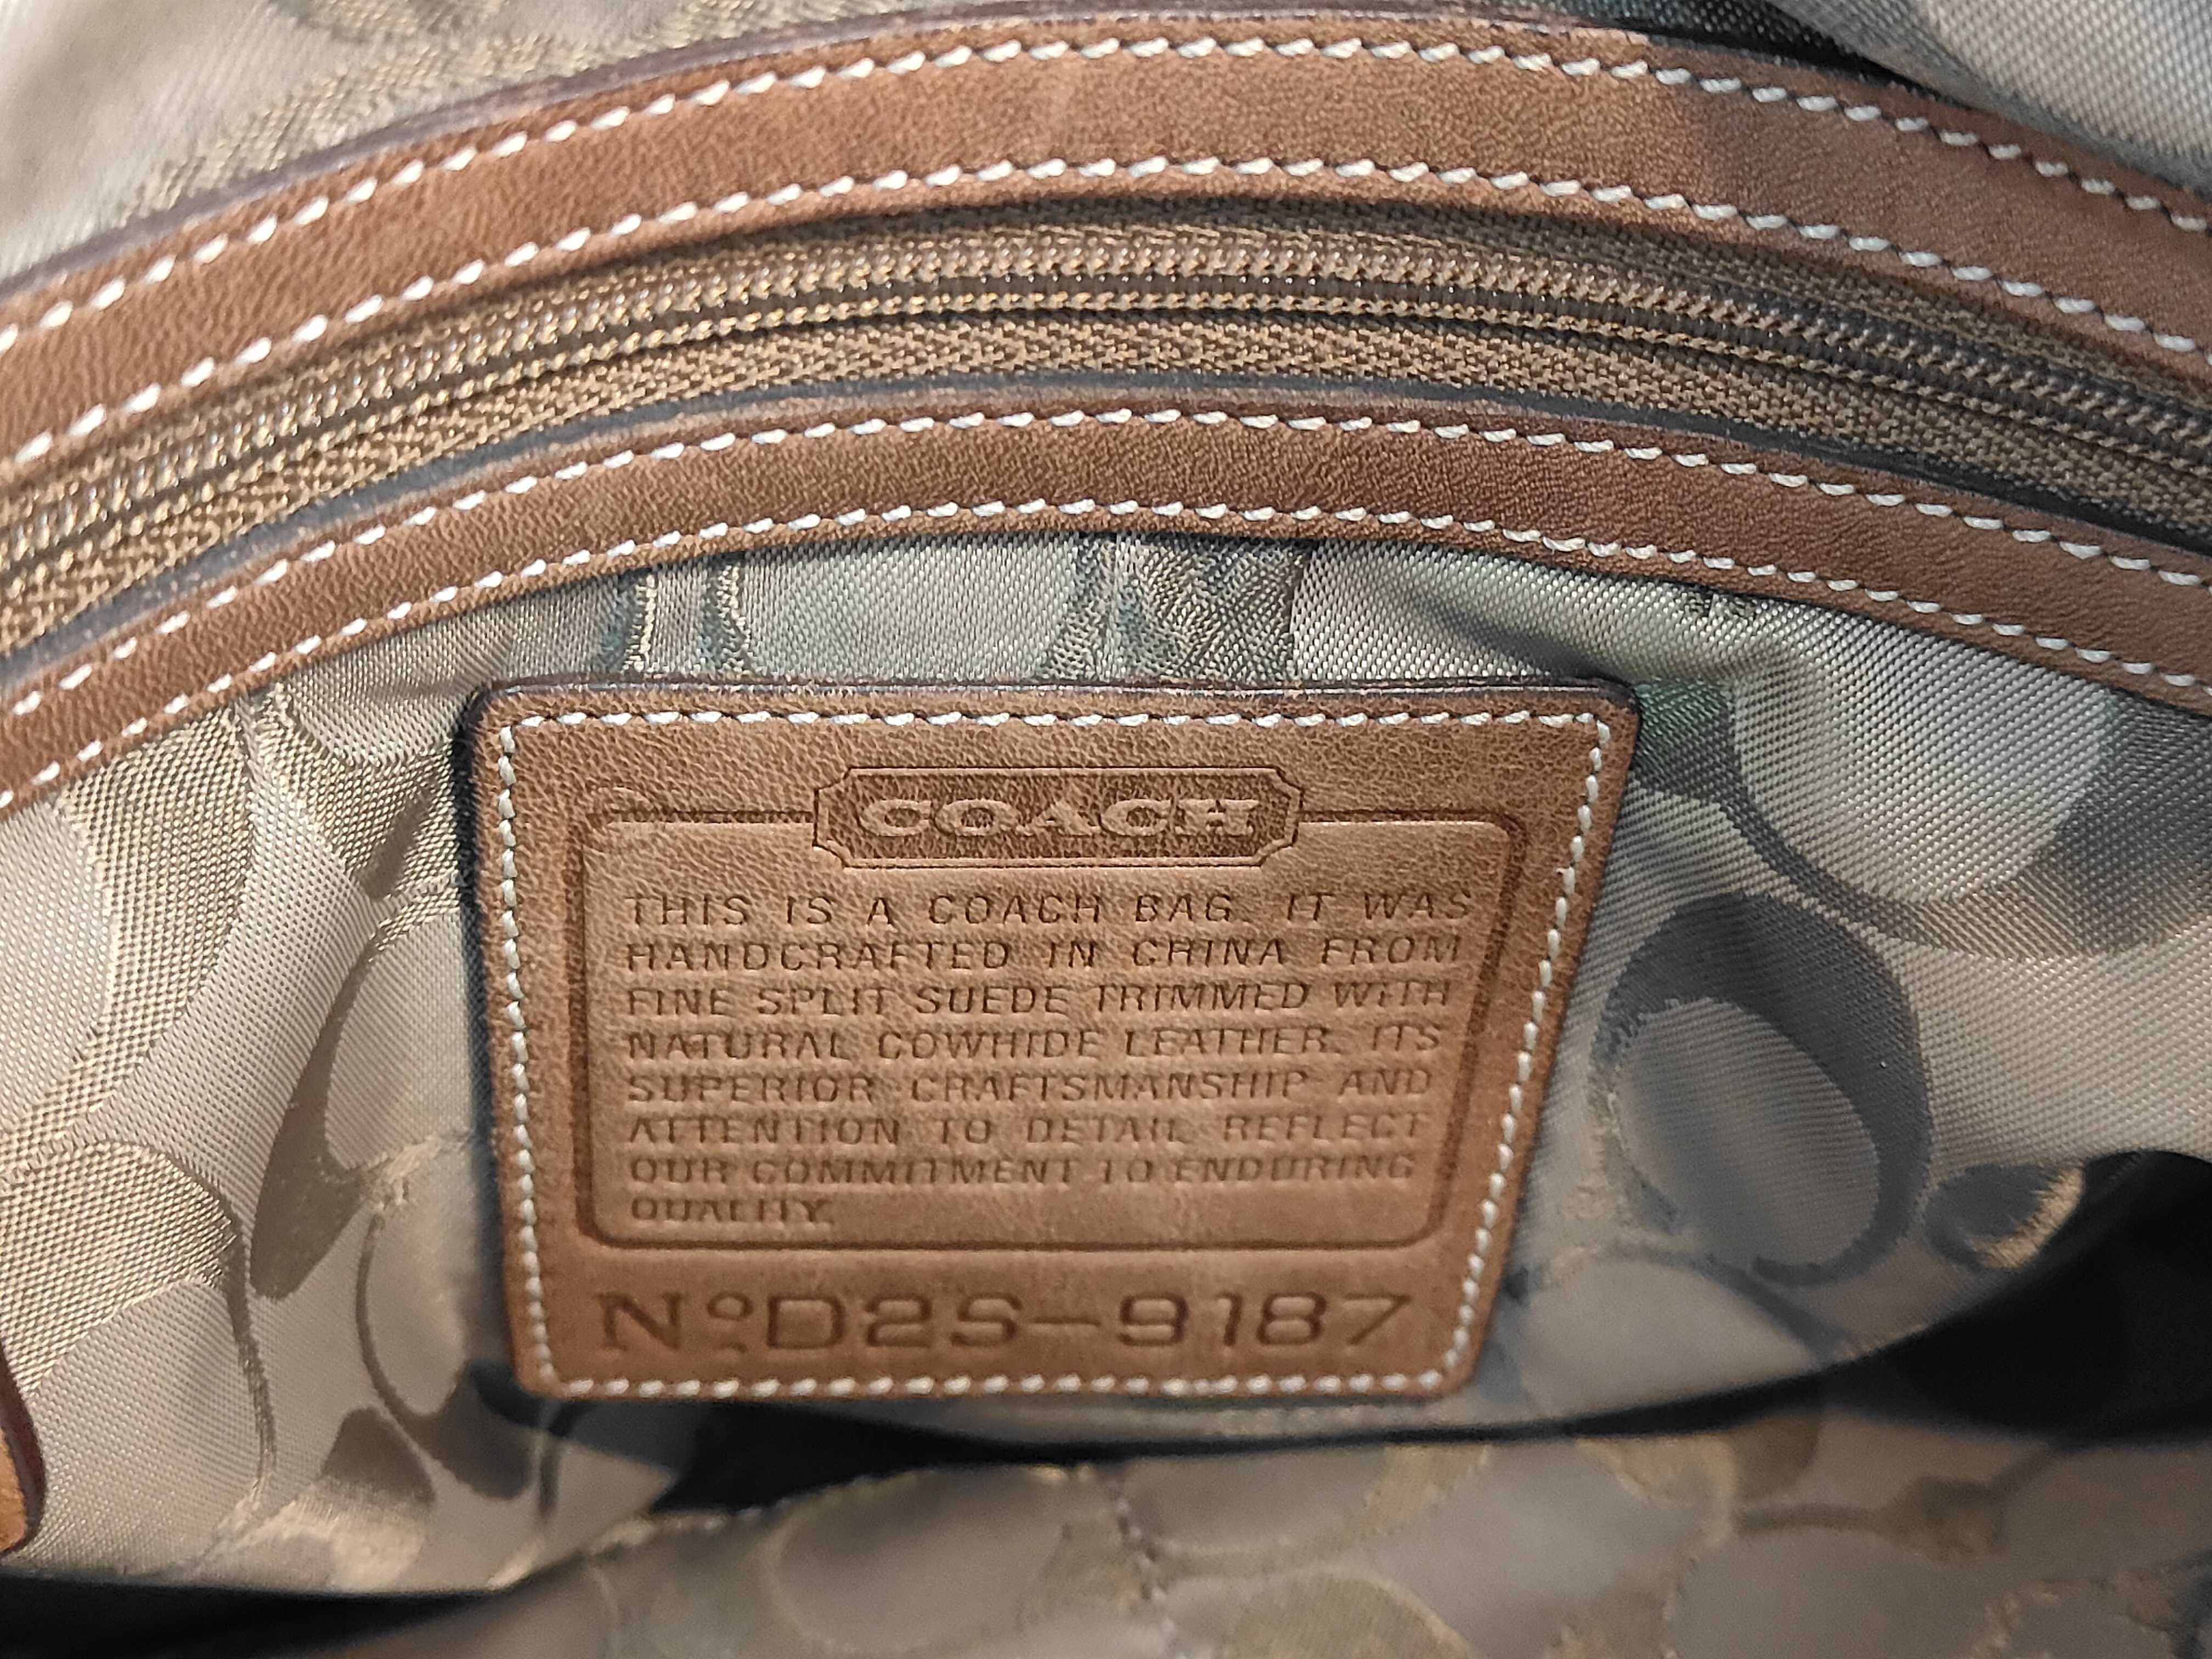 COACH
THIS IS A COACH BAG. IT WAS
HANDCRAFTED IN CHINA FROM
FINE SPLIT SUEDE TRIMMED WITH
NATURAL COWHIDE LEATHER. ITS
SUPERIOR CRAFTSMANSHIP AND
ATTENTION TO DETAIL REFLECT
OUR COMMITMENT TO ENDURING
QUALITY.
Nº D2S-9187